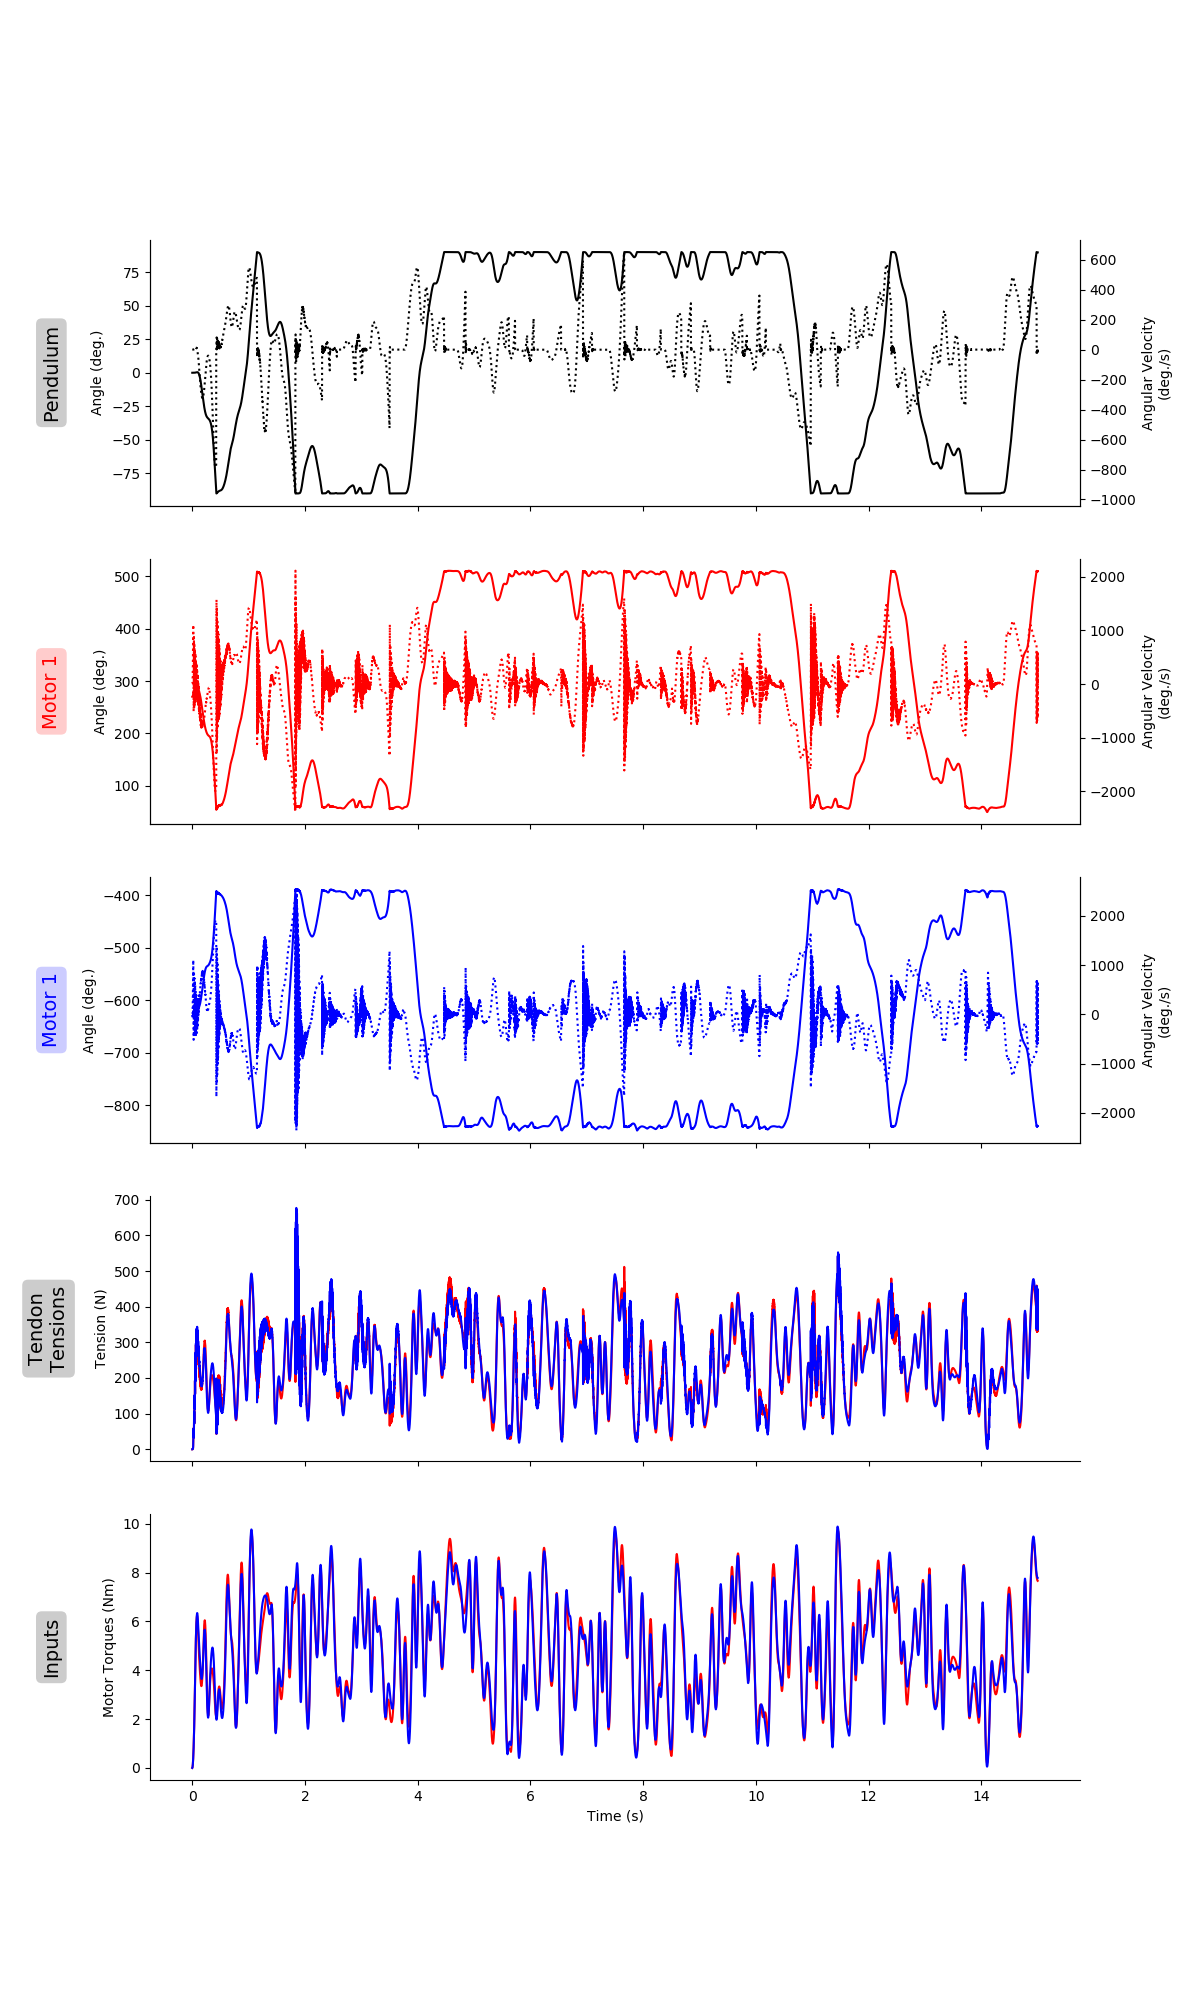 Pendulum
Angle (deg.)
75
50
25
0
−25
−50
−75
600
400
200
0
−200
−400
−600
−800
−1000
Angular Velocity
(deg./s)
Motor 1
Angle (deg.)
500
400
300
200
100
2000
1000
0
−1000
−2000
Angular Velocity
(deg./s)
Motor 1
Angle (deg.)
−400
−500
−600
−700
−800
2000
1000
0
−1000
−2000
Angular Velocity
(deg./s)
Tendon
Tensions
Tension (N)
700
600
500
400
300
200
100
0
Inputs
Motor Torques (Nm)
10
8
6
4
2
0
0 2 4 6 8 10 12 14
Time (s)